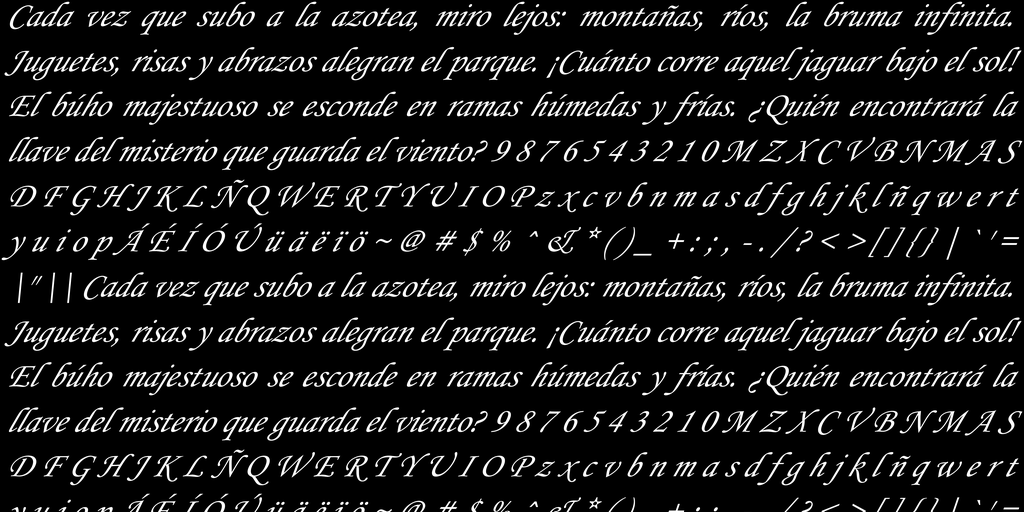 Cada vez que subo a la azotea, miro lejos: montañas, ríos, la bruma infinita.
Juguetes, risas y abrazos alegran el parque. ¡Cuánto corre aquel jaguar bajo el sol!
El búho majestuoso se esconde en ramas húmedas y frías. ¿Quién encontrará la
llave del misterio que guarda el viento? 9 8 7 6 5 4 3 2 1 0 M Z X C V B N M A S
D F G H J K L Ñ Q W E R T Y U I O P z x c v b n m a s d f g h j k l ñ q w e r t
y u i o p Á É Í Ó Ú ü ä ë ï ö ~ @ # $ % ^ & * ( ) _ + : ; , - . / ? < > [ ] { } | ` ' =
| " | | Cada vez que subo a la azotea, miro lejos: montañas, ríos, la bruma infinita.
Juguetes, risas y abrazos alegran el parque. ¡Cuánto corre aquel jaguar bajo el sol!
El búho majestuoso se esconde en ramas húmedas y frías. ¿Quién encontrará la
llave del misterio que guarda el viento? 9 8 7 6 5 4 3 2 1 0 M Z X C V B N M A S
D F G H J K L Ñ Q W E R T Y U I O P z x c v b n m a s d f g h j k l ñ q w e r t
y u i o p Á É Í Ó Ú ü ä ë ï ö ~ @ # $ % ^ & * ( ) _ + : ; , - . / ? < > [ ] { } | ` ' =